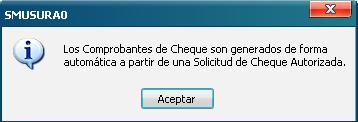 SMUSURA0
Los Comprobantes de Cheque son generados de forma
automática a partir de una Solicitud de Cheque Autorizada.
Aceptar